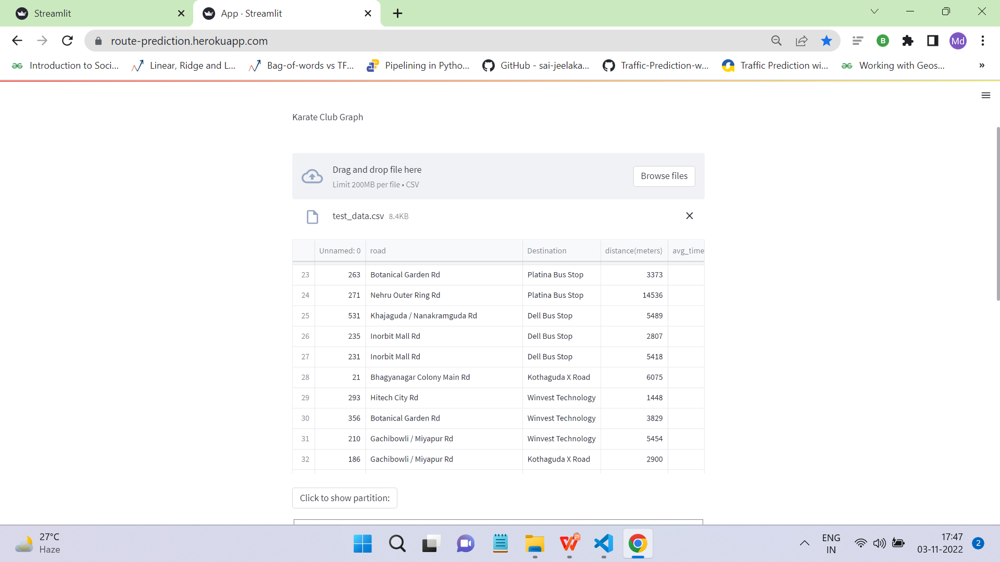 Streamlit
App · Streamlit
route-prediction.herokuapp.com
B
Md
Introduction to Soci...
Linear, Ridge and L...
Bag-of-words vs TF...
Pipelining in Pytho...
GitHub - sai-jeelaka...
Traffic-Prediction-w...
Traffic Prediction wi...
Working with Geos...
»
Karate Club Graph
Drag and drop file here
Limit 200MB per file • CSV
Browse files
test_data.csv 8.4KB
Unnamed: 0 road Destination distance(meters) avg_time
23 263 Botanical Garden Rd Platina Bus Stop 3373
24 271 Nehru Outer Ring Rd Platina Bus Stop 14536
25 531 Khajaguda / Nanakramguda Rd Dell Bus Stop 5489
26 235 Inorbit Mall Rd Dell Bus Stop 2807
27 231 Inorbit Mall Rd Dell Bus Stop 5418
28 21 Bhagyanagar Colony Main Rd Kothaguda X Road 6075
29 293 Hitech City Rd Winvest Technology 1448
30 356 Botanical Garden Rd Winvest Technology 3829
31 210 Gachibowli / Miyapur Rd Winvest Technology 5454
32 186 Gachibowli / Miyapur Rd Kothaguda X Road 2900
Click to show partition:
27°C
Haze
ENG
IN
17:47
03-11-2022
2